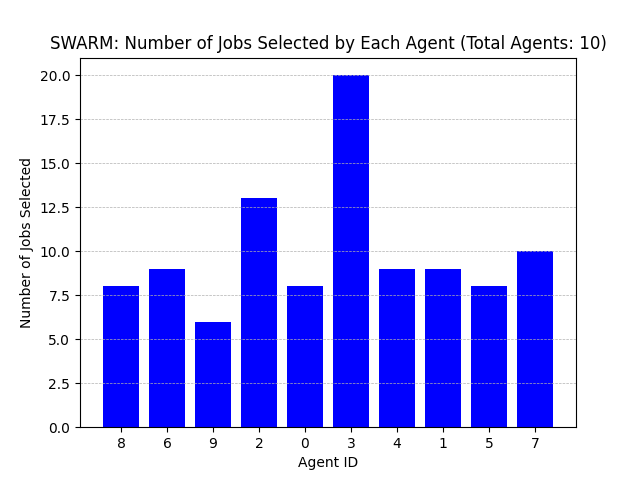 SWARM: Number of Jobs Selected by Each Agent (Total Agents: 10)
20.0
17.5
15.0
12.5
10.0
7.5
5.0
2.5
0.0
Number of Jobs Selected
8 6 9 2 0 3 4 1 5 7
Agent ID